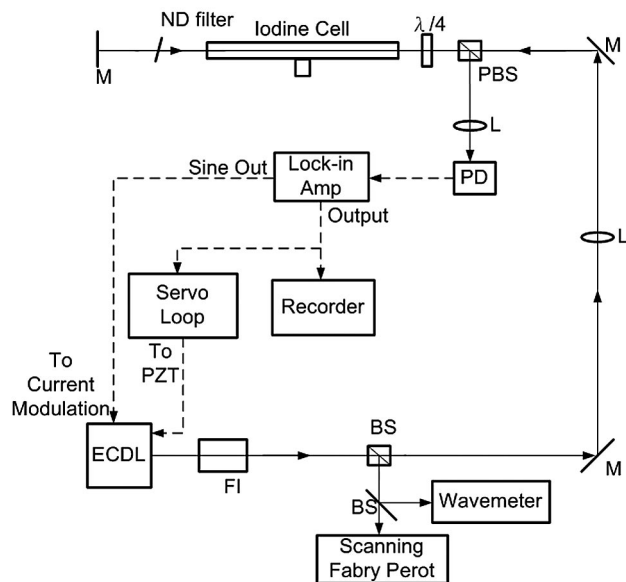 ND filter
Iodine Cell
λ/4
M
M
PBS
L
Sine Out
Lock-in
Amp
PD
Output
L
Servo
Loop
Recorder
To
PZT
To
Current
Modulation
ECDL
FI
BS
M
BS
Wavemeter
Scanning
Fabry Perot